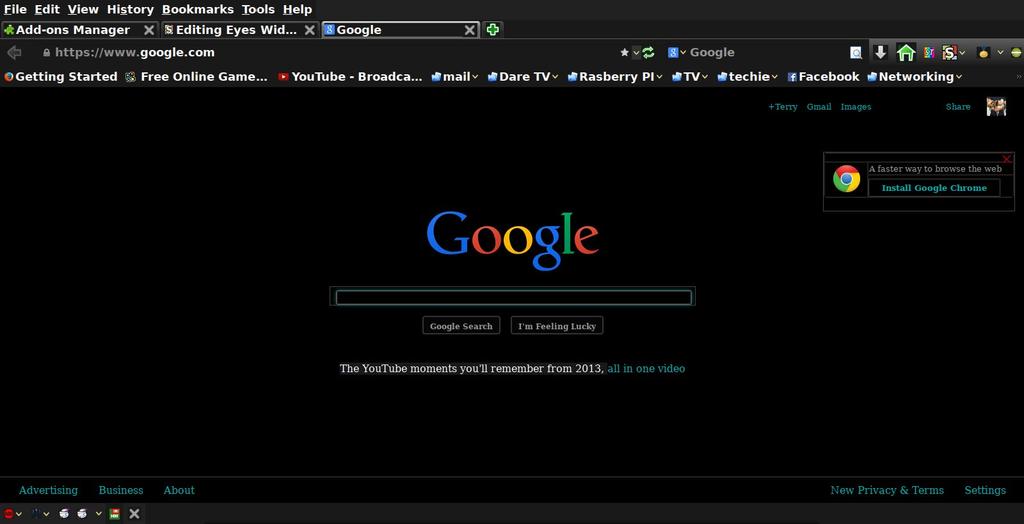 File Edit View History Bookmarks Tools Help
Add-ons Manager Editing Eyes Wid... Google
https://www.google.com Google
Getting Started Free Online Game... YouTube - Broadca... mail Dare TV Rasberry PI TV techie Facebook Networking
+Terry Gmail Images Share
A faster way to browse the web
Install Google Chrome
Google
Google Search I'm Feeling Lucky
The YouTube moments you'll remember from 2013, all in one video
Advertising Business About New Privacy & Terms Settings